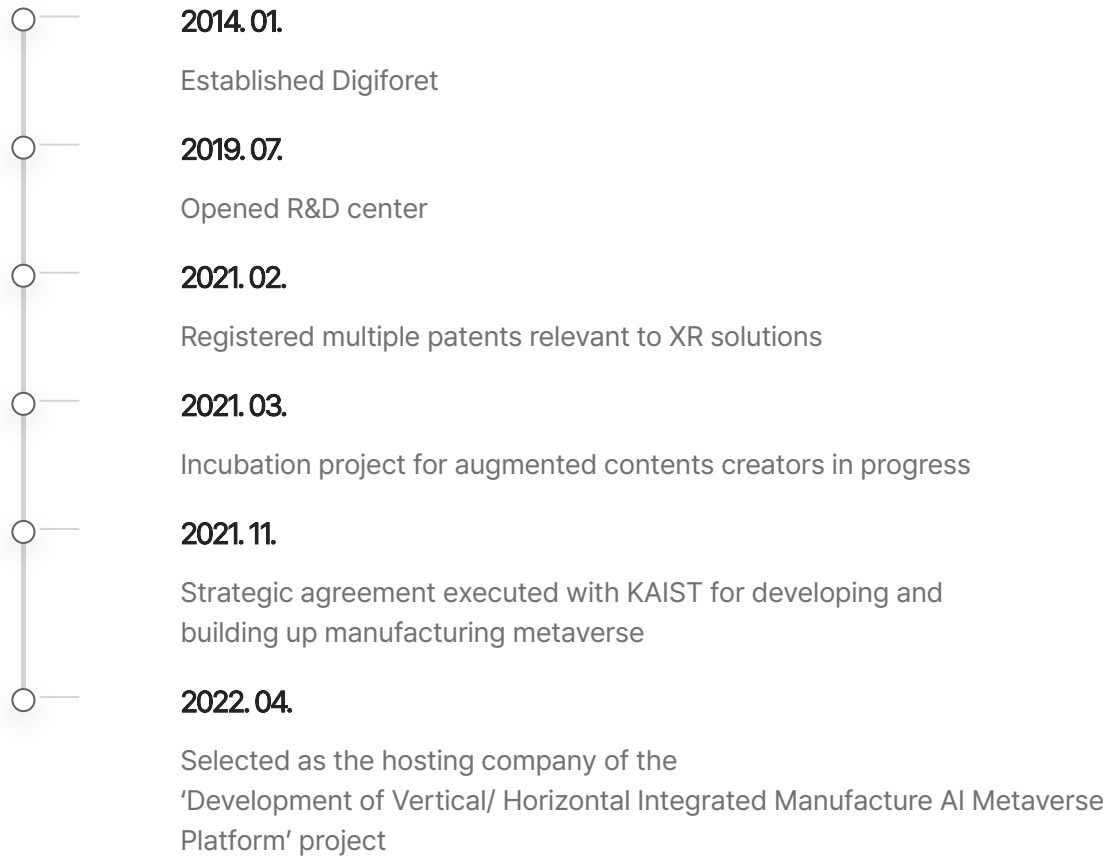 2014. 01.
Established Digiforet
2019. 07.
Opened R&D center
2021. 02.
Registered multiple patents relevant to XR solutions
2021. 03.
Incubation project for augmented contents creators in progress
2021. 11.
Strategic agreement executed with KAIST for developing and
building up manufacturing metaverse
2022. 04.
Selected as the hosting company of the
‘Development of Vertical/ Horizontal Integrated Manufacture AI Metaverse
Platform’ project